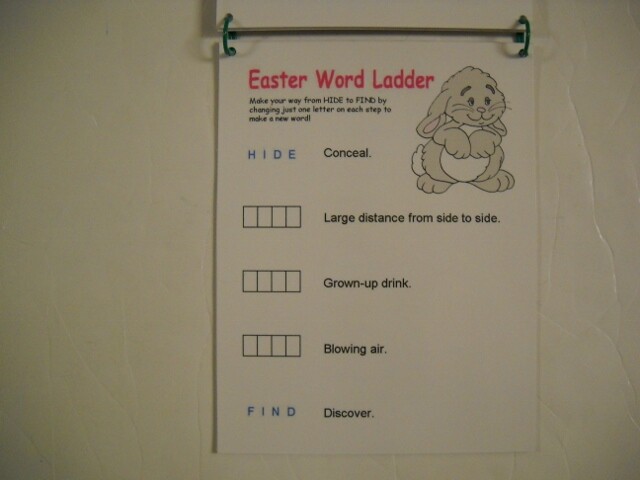 Easter Word Ladder
Make your way from HIDE to FIND by
changing just one letter on each step to
make a new word!
HIDE Conceal.
Large distance from side to side.
Grown-up drink.
Blowing air.
FIND Discover.